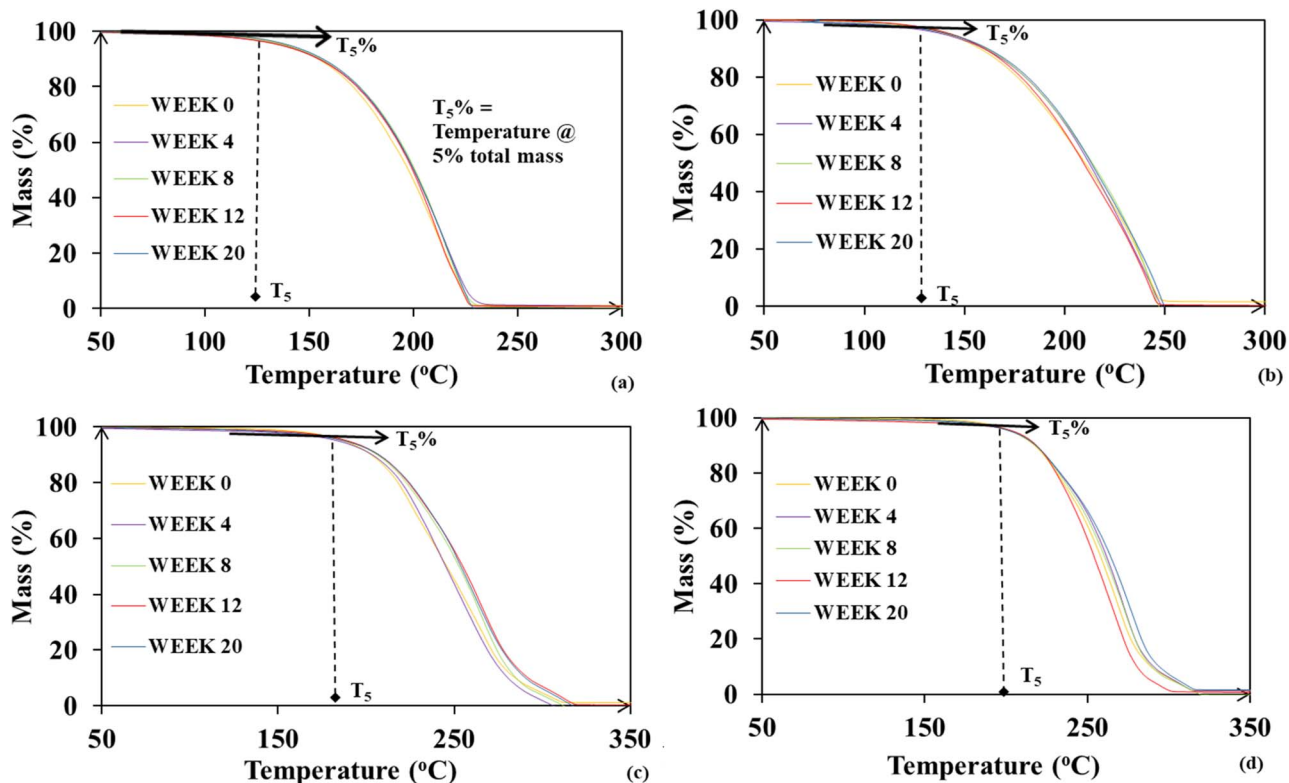 100
80
60
40
20
0
Mass (%)
T₅%
WEEK 0
WEEK 4
WEEK 8
WEEK 12
WEEK 20
T₅% =
Temperature @
5% total mass
T₅
50 100 150 200 250 300
Temperature (ºC)
(a)
100
80
60
40
20
0
Mass (%)
T₅%
WEEK 0
WEEK 4
WEEK 8
WEEK 12
WEEK 20
T₅
50 100 150 200 250 300
Temperature (ºC)
(b)
100
80
60
40
20
0
Mass (%)
T₅%
WEEK 0
WEEK 4
WEEK 8
WEEK 12
WEEK 20
T₅
50 150 250 350
Temperature (ºC)
(c)
100
80
60
40
20
0
Mass (%)
T₅%
WEEK 0
WEEK 4
WEEK 8
WEEK 12
WEEK 20
T₅
50 150 250 350
Temperature (ºC)
(d)